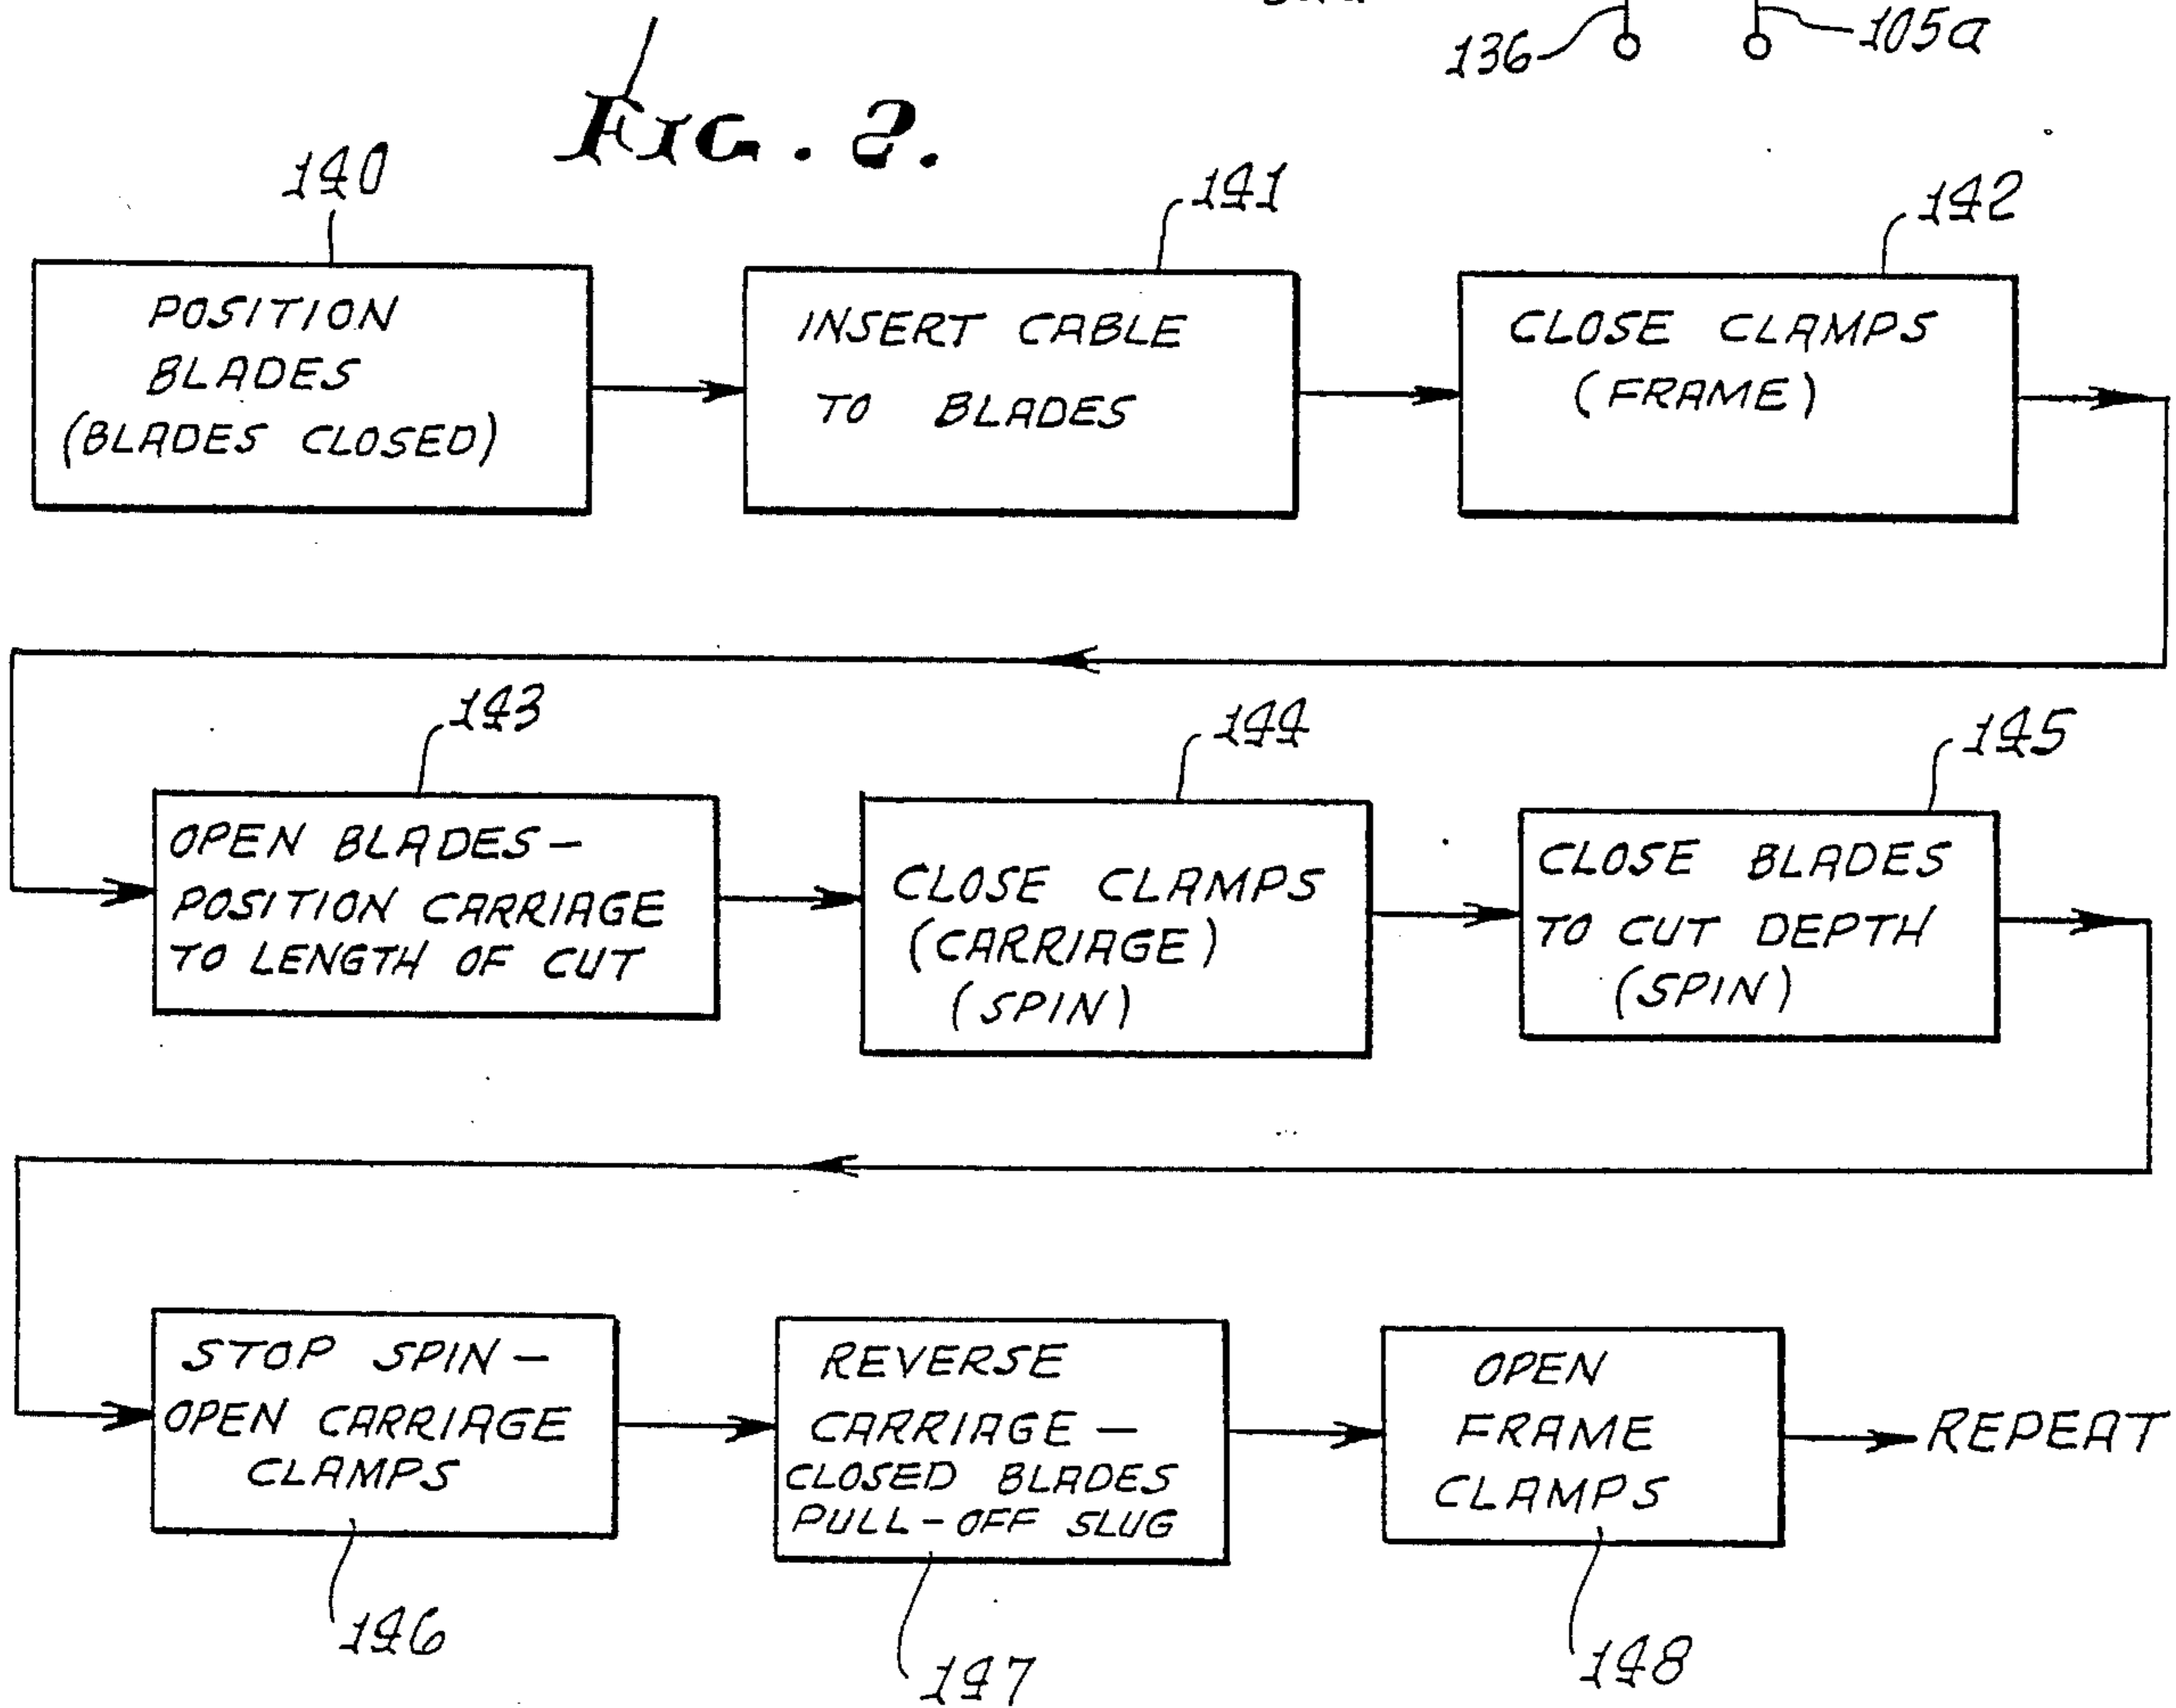 136
105a
FIG. 2.
140
141
142
POSITION
BLADES
(BLADES CLOSED)
INSERT CABLE
TO BLADES
CLOSE CLAMPS
(FRAME)
143
144
145
OPEN BLADES—
POSITION CARRIAGE
TO LENGTH OF CUT
CLOSE CLAMPS
(CARRIAGE)
(SPIN)
CLOSE BLADES
TO CUT DEPTH
(SPIN)
STOP SPIN—
OPEN CARRIAGE
CLAMPS
REVERSE
CARRIAGE—
CLOSED BLADES
PULL-OFF SLUG
OPEN
FRAME
CLAMPS
REPEAT
146
147
148